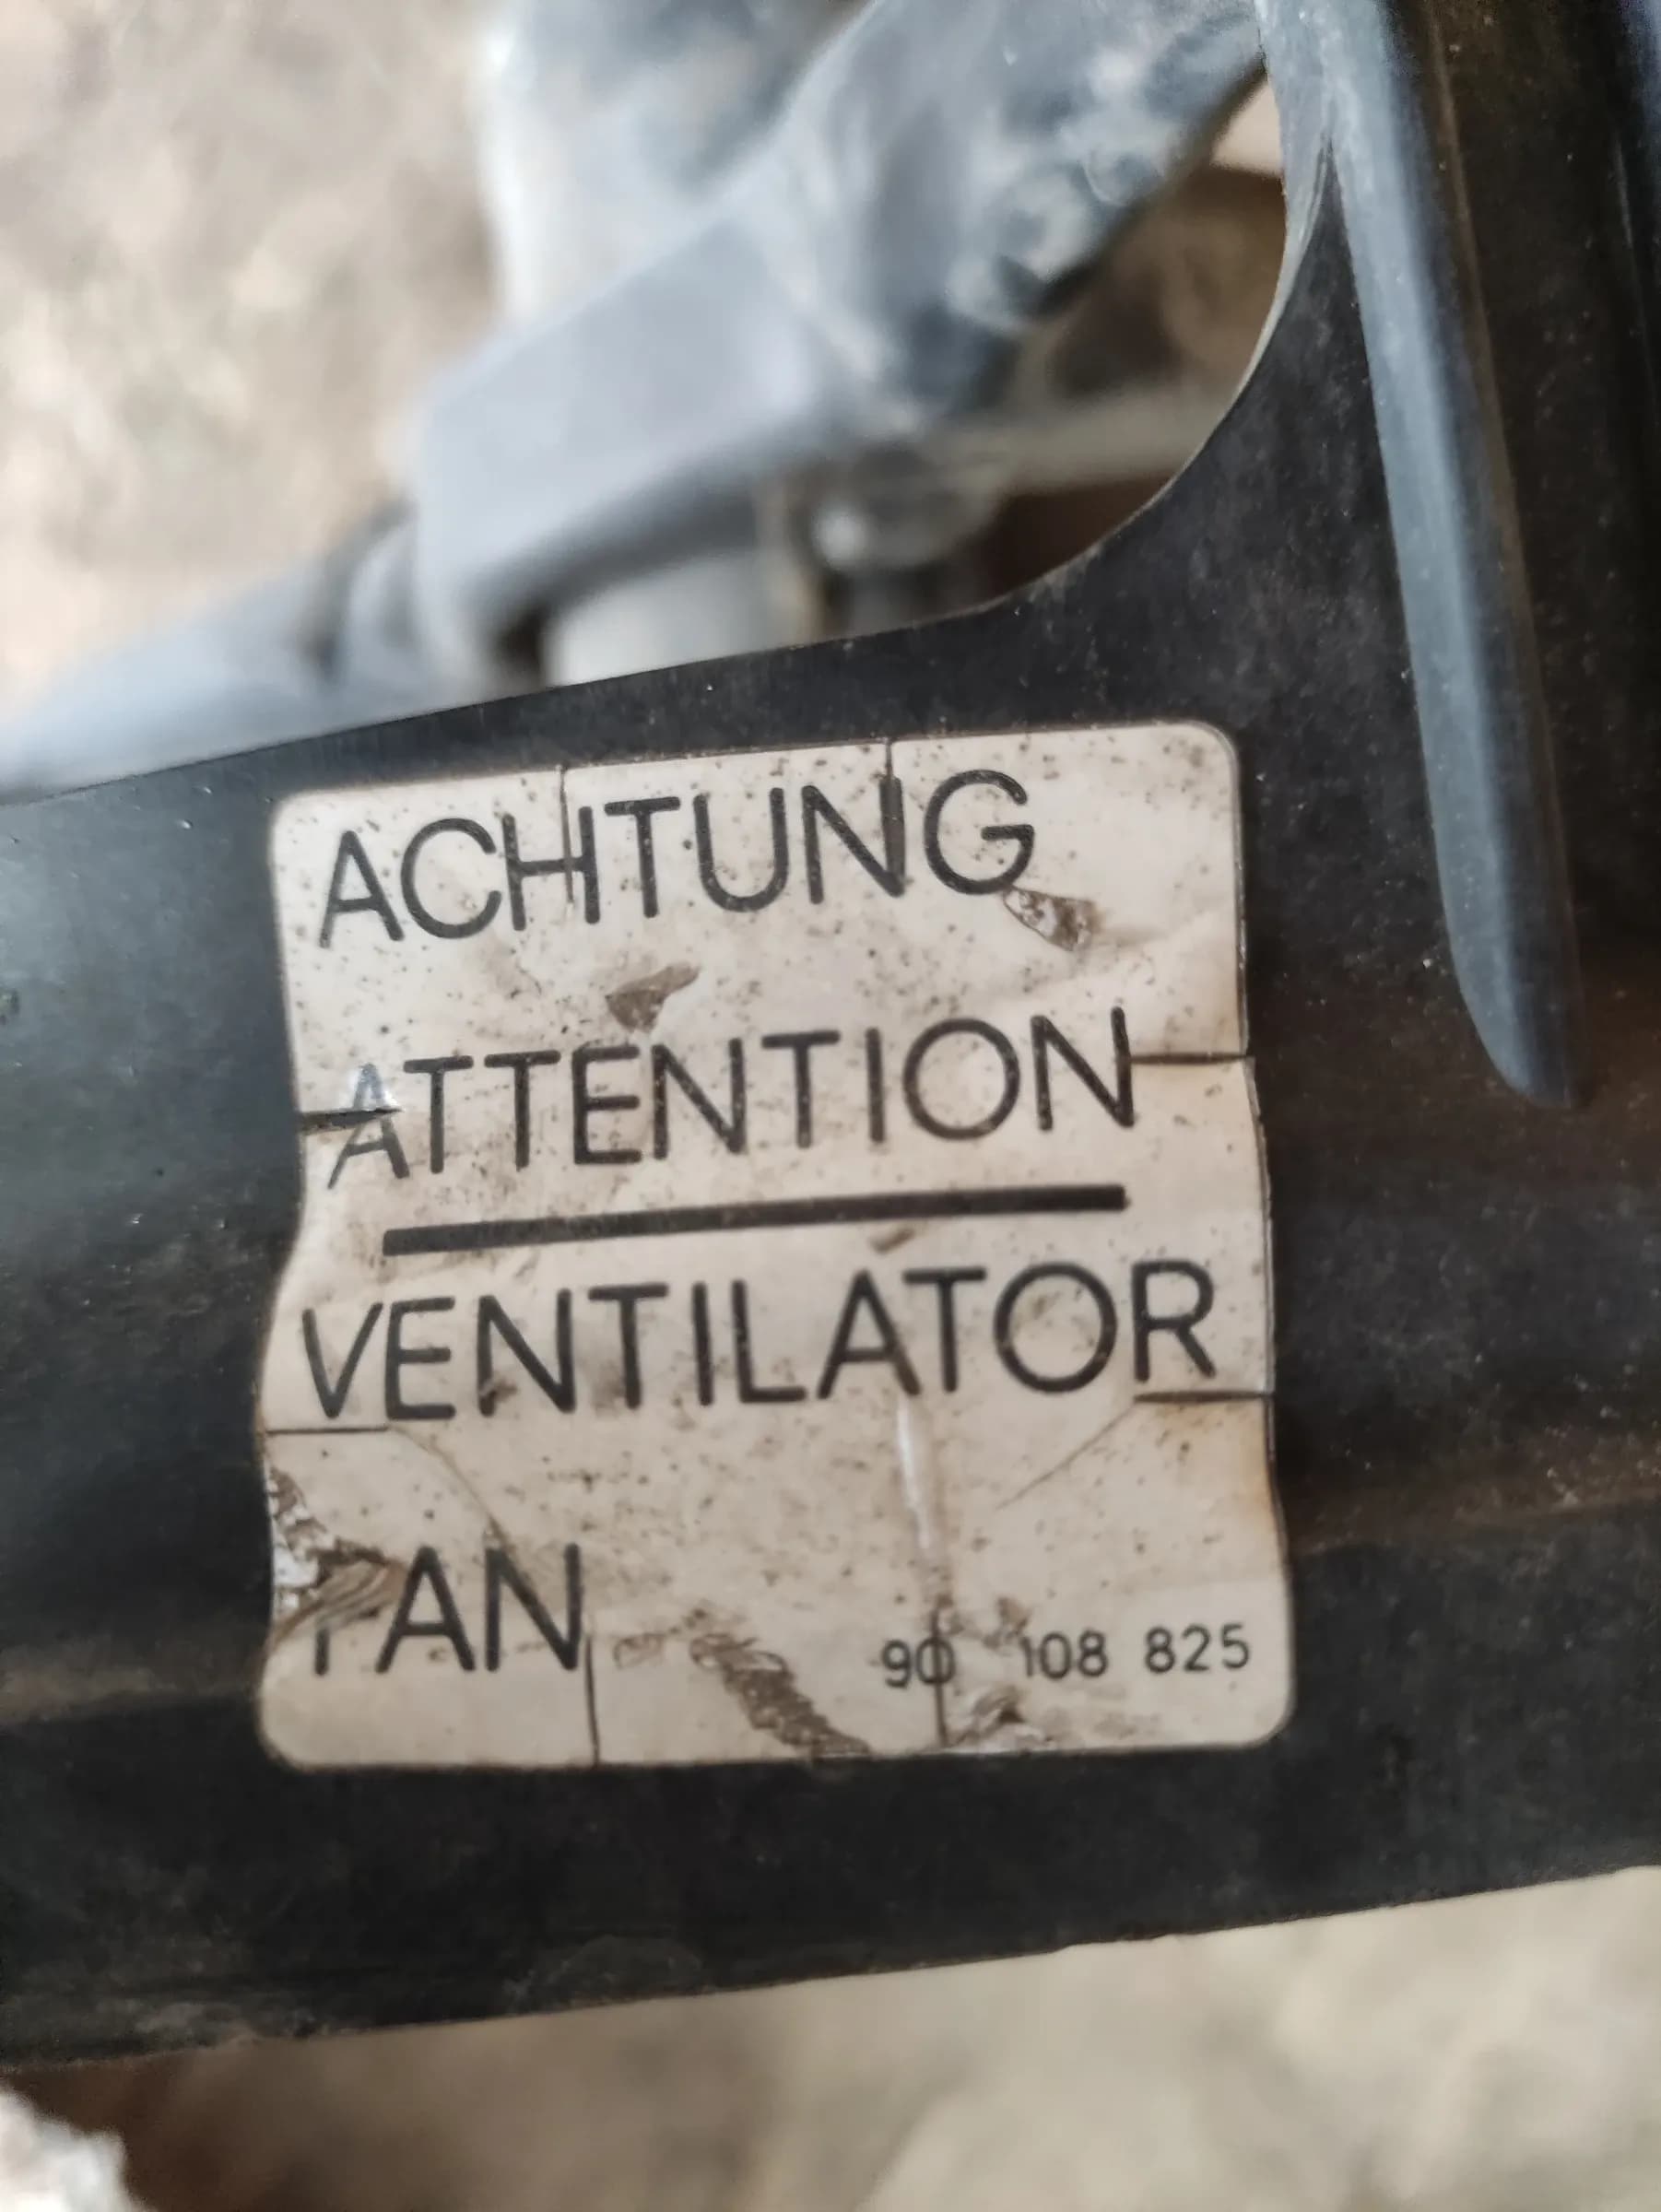 ACHTUNG
ATTENTION
VENTILATOR
FAN
90 108 825